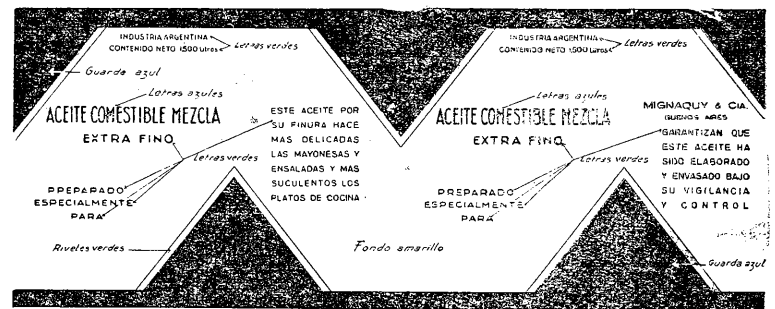 INDUSTRIA ARGENTINA
CONTENIDO NETO 1.500 Litros
Letras verdes
Guarda azul
Letras azules
ACEITE COMESTIBLE MEZCLA
EXTRA FINO
Letras verdes
PREPARADO
ESPECIALMENTE
PARA
Riveles verdes
ESTE ACEITE POR
SU FINURA HACE
MAS DELICADAS
LAS MAYONESAS Y
ENSALADAS Y MAS
SUCULENTOS LOS
PLATOS DE COCINA
INDUSTRIA ARGENTINA
CONTENIDO NETO 1,500 Litros
Letras verdes
Letras azules
ACEITE COMESTIBLE MEZCLA
EXTRA FINO
Letras verdes
PREPARADO
ESPECIALMENTE
PARA
Fondo amarillo
MIGNAQUY & CIA.
BUENOS AIRES
GARANTIZAN QUE
ESTE ACEITE HA
SIDO ELABORADO
Y ENVASADO BAJO
SU VIGILANCIA
Y CONTROL
Guarda azul